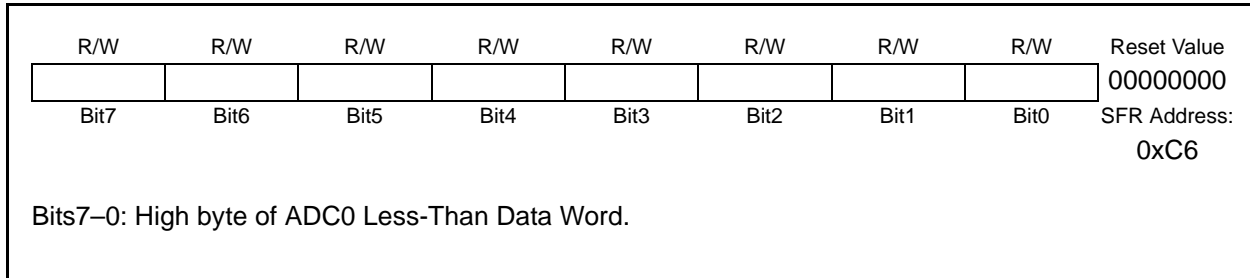 R/W R/W R/W R/W R/W R/W R/W R/W Reset Value
00000000
Bit7 Bit6 Bit5 Bit4 Bit3 Bit2 Bit1 Bit0 SFR Address:
0xC6
Bits7–0: High byte of ADC0 Less-Than Data Word.